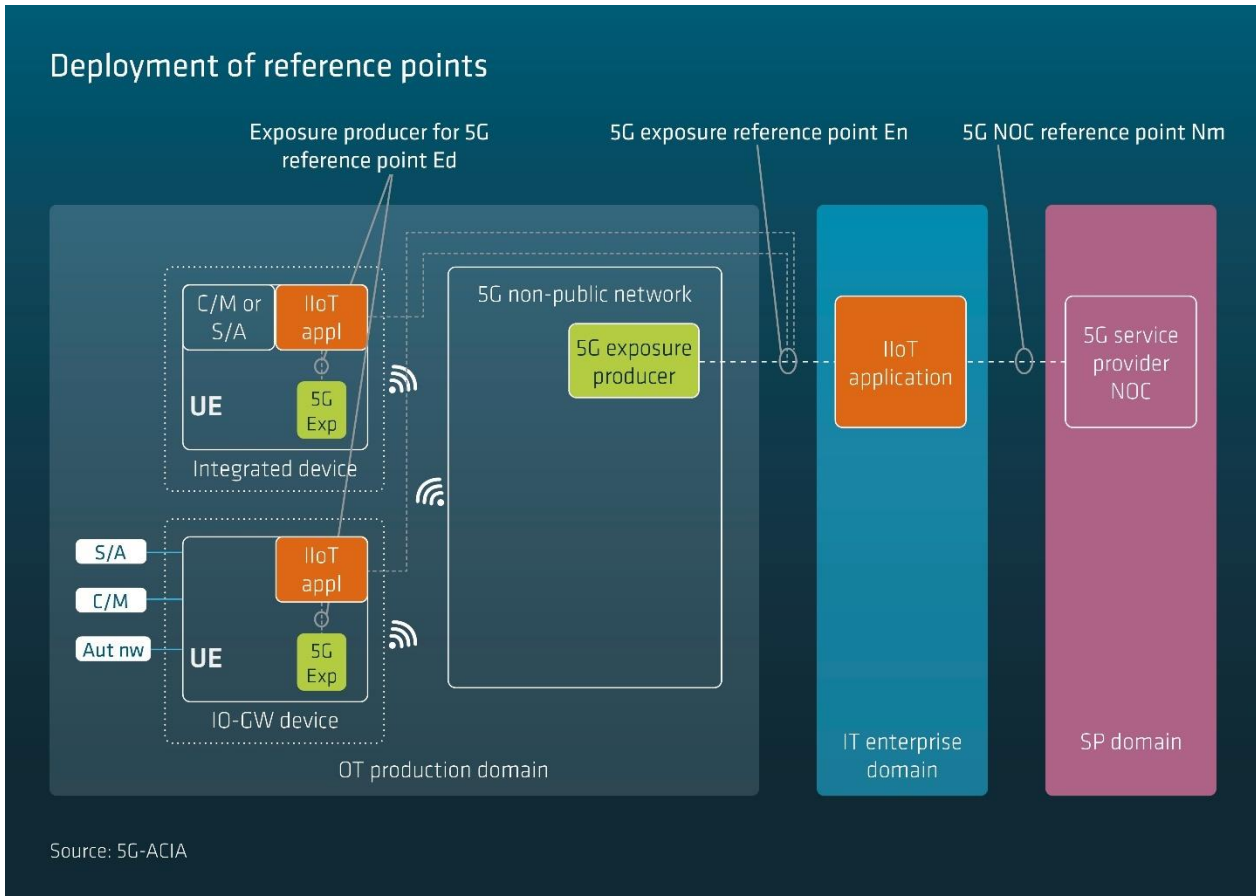 Deployment of reference points
Exposure producer for 5G
reference point Ed
5G exposure reference point En
5G NOC reference point Nm
C/M or
S/A
IIoT
appl
5G
Exp
UE
Integrated device
S/A
C/M
Aut nw
IIoT
appl
5G
Exp
UE
IO-GW device
5G non-public network
5G exposure
producer
OT production domain
IIoT
application
IT enterprise
domain
5G service
provider
NOC
SP domain
Source: 5G-ACIA